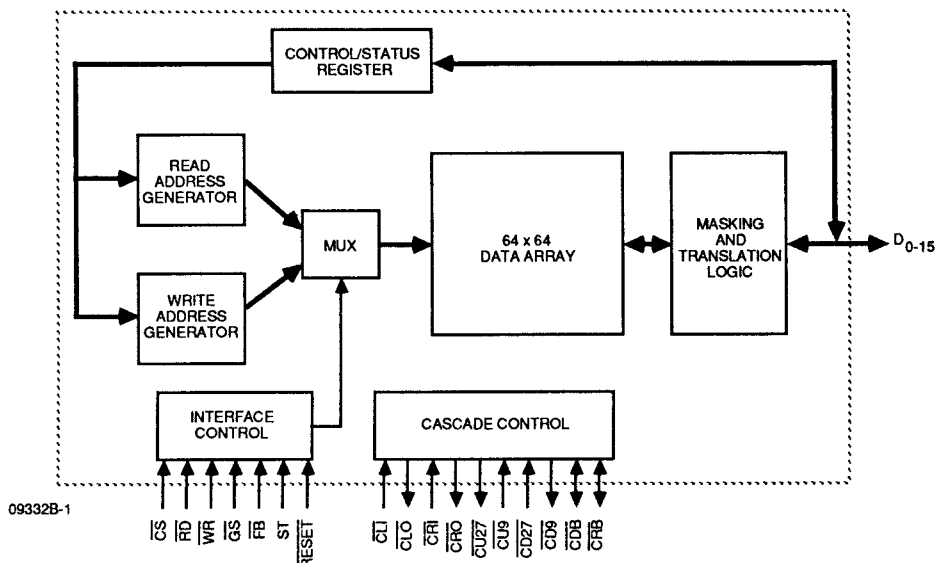 CONTROL/STATUS
REGISTER
READ
ADDRESS
GENERATOR
MUX
64 x 64
DATA ARRAY
MASKING
AND
TRANSLATION
LOGIC
D0-15
WRITE
ADDRESS
GENERATOR
INTERFACE
CONTROL
CASCADE CONTROL
09332B-1
CS
RD
WR
GS
FB
ST
RESET
CLI
CLO
CRI
CRO
CU27
CU9
CD27
CD9
CDB
CRB